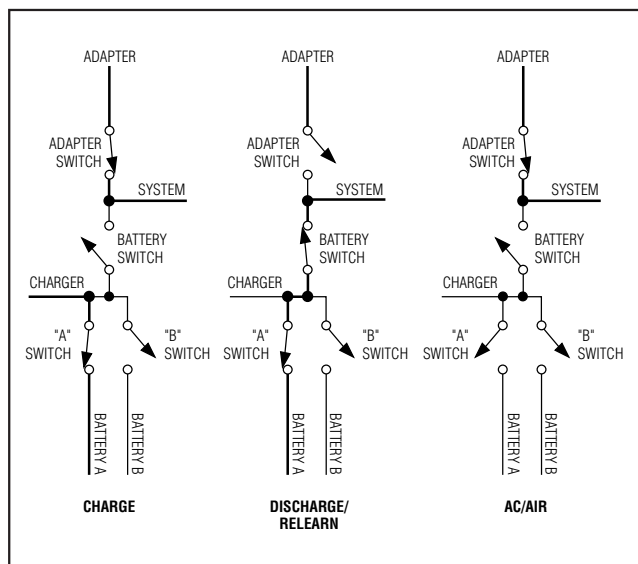 ADAPTER
ADAPTER
SWITCH
SYSTEM
BATTERY
SWITCH
CHARGER
"A"
SWITCH
"B"
SWITCH
BATTERY A
BATTERY B
CHARGE
ADAPTER
ADAPTER
SWITCH
SYSTEM
BATTERY
SWITCH
CHARGER
"A"
SWITCH
"B"
SWITCH
BATTERY A
BATTERY B
DISCHARGE/
RELEARN
ADAPTER
ADAPTER
SWITCH
SYSTEM
BATTERY
SWITCH
CHARGER
"A"
SWITCH
"B"
SWITCH
BATTERY A
BATTERY B
AC/AIR